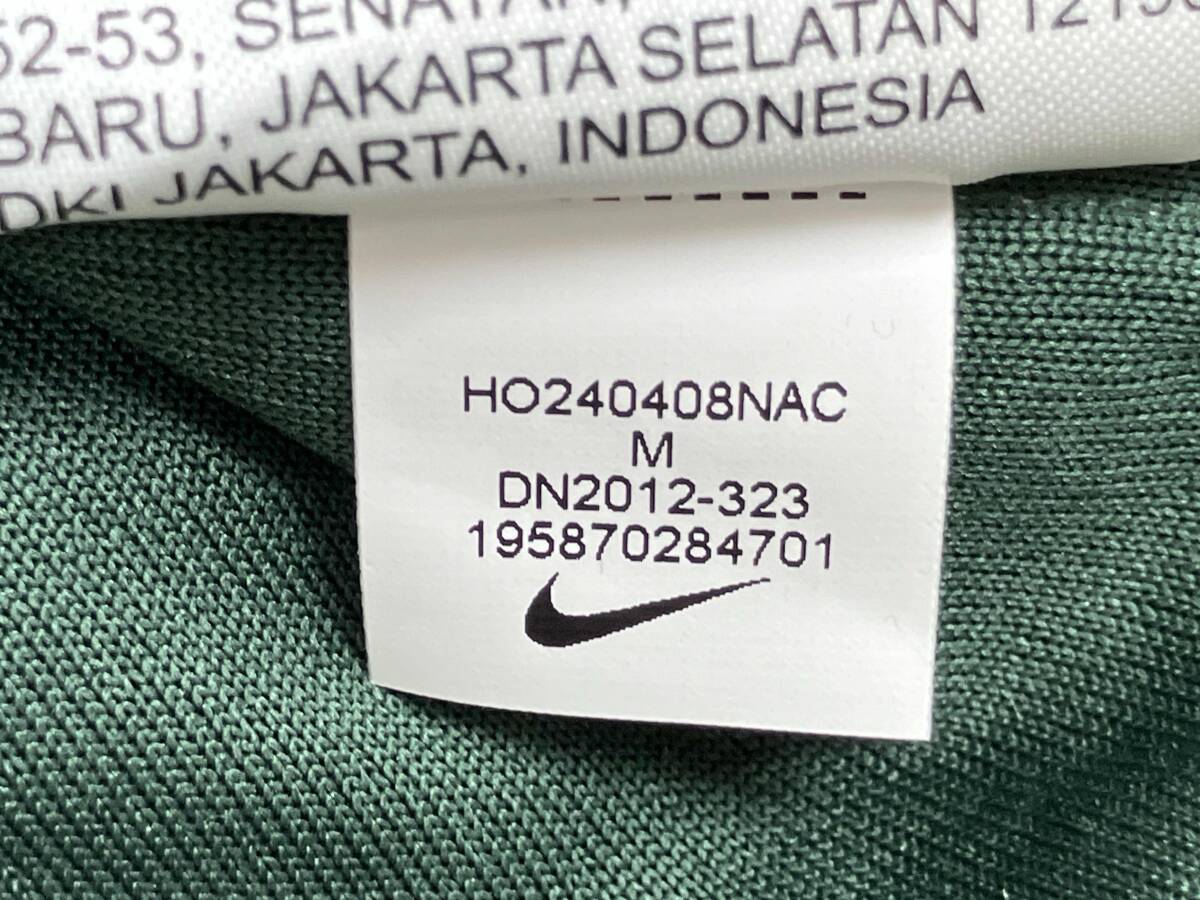 52-53, SENAYAN,
BARU, JAKARTA SELATAN
DKI JAKARTA, INDONESIA
HO240408NAC
M
DN2012-323
195870284701